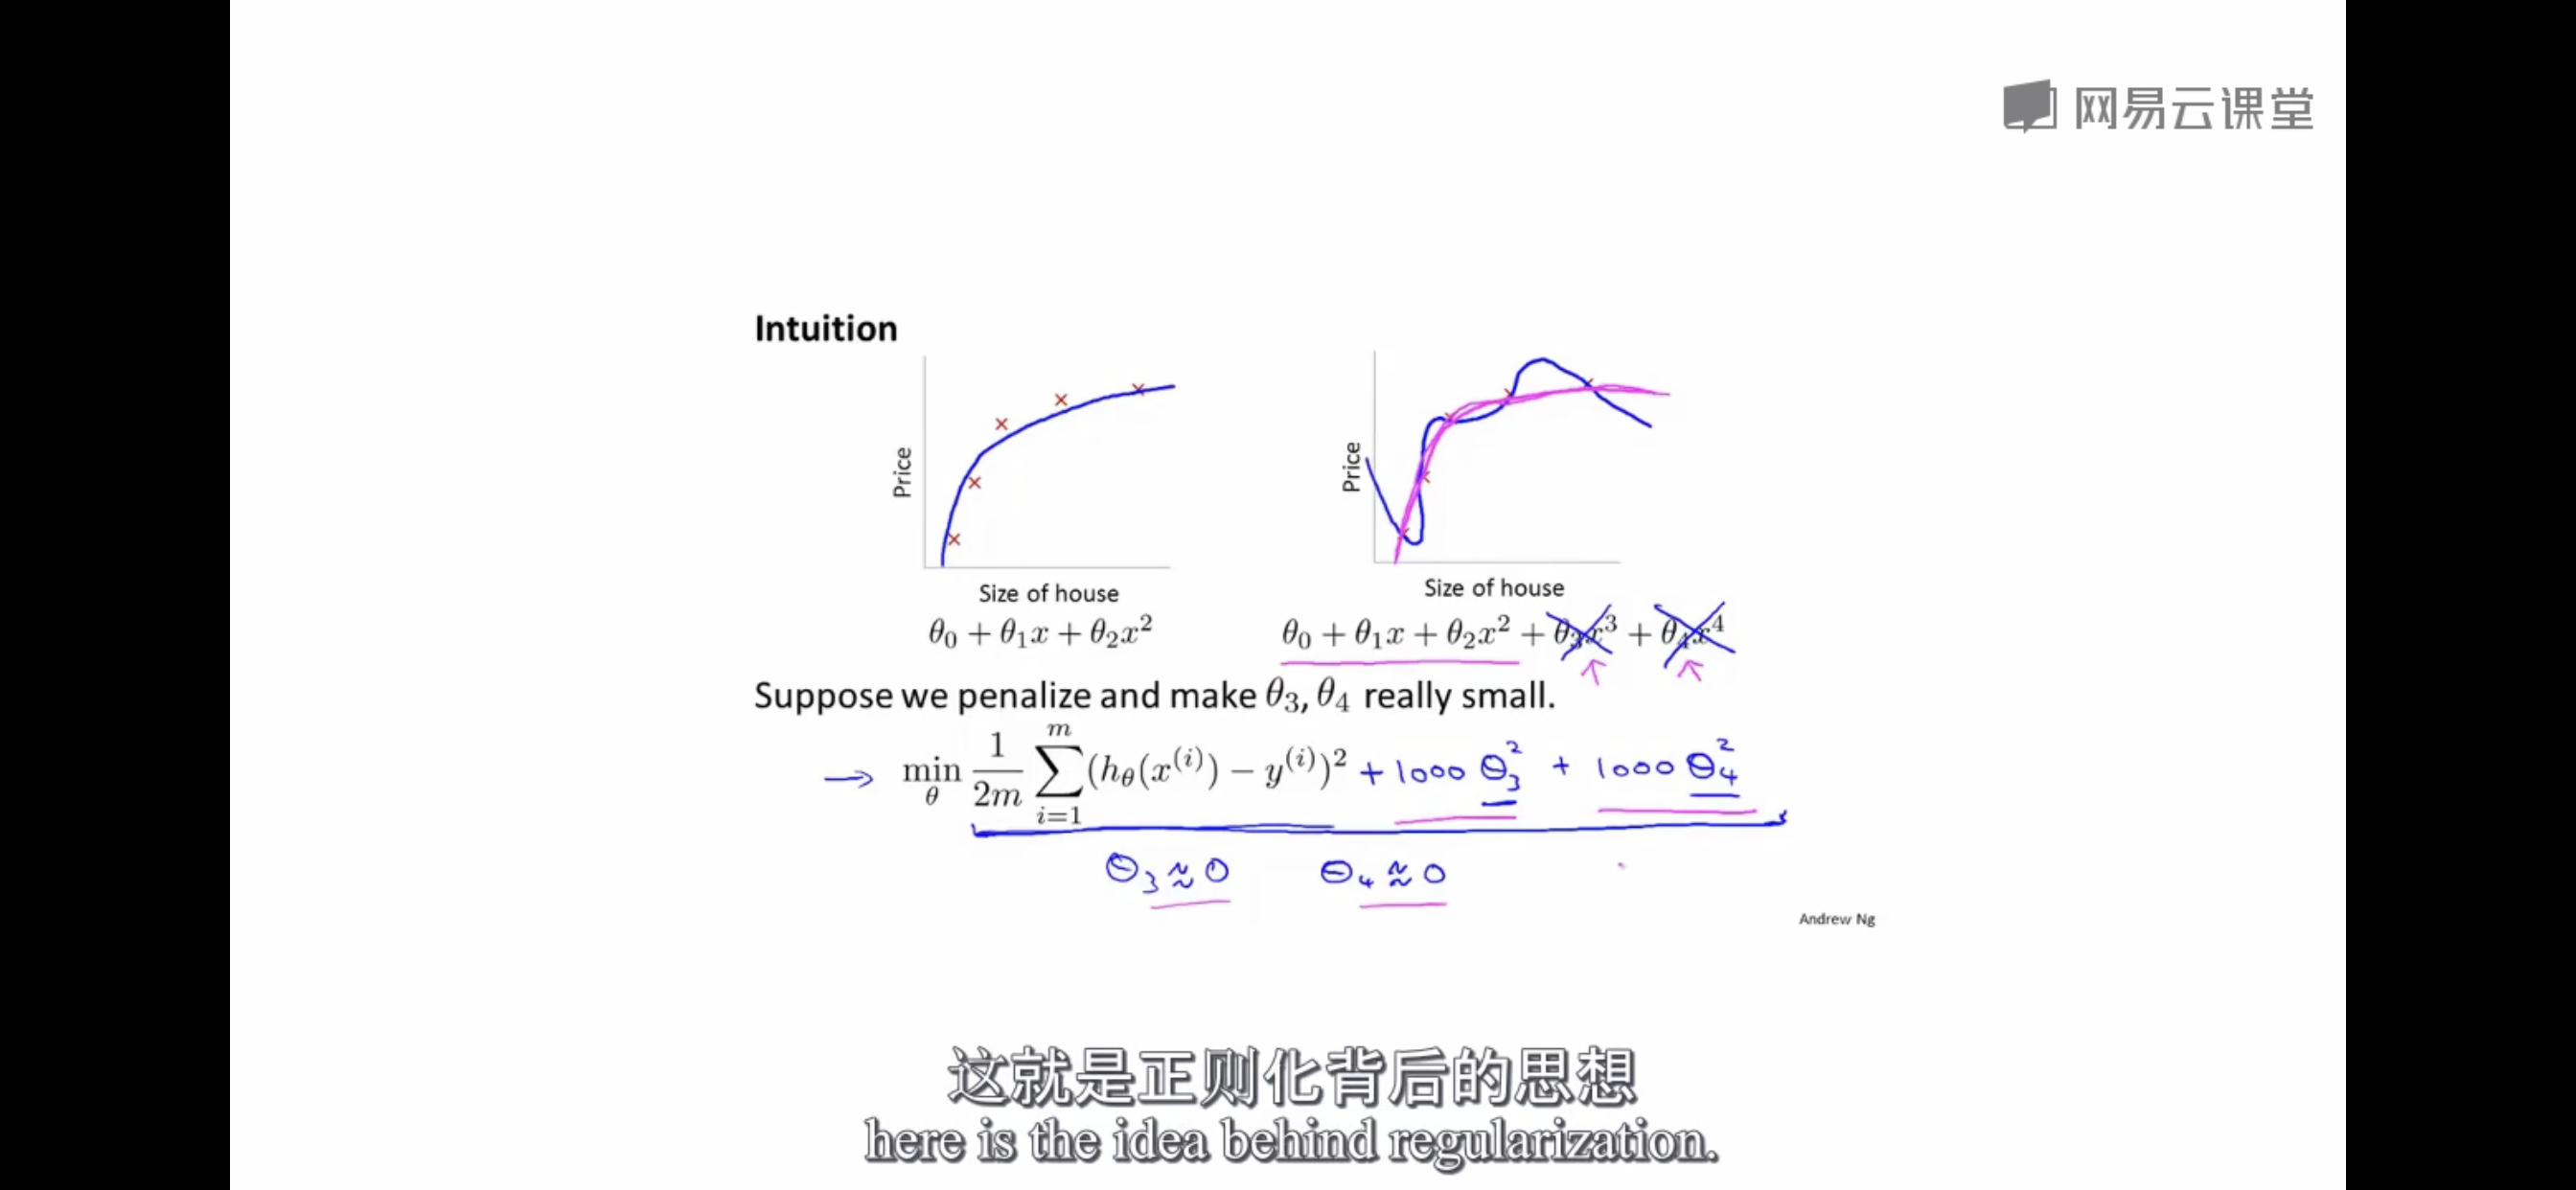 网易云课堂
Intuition
Price
Size of house
θ₀ + θ₁x + θ₂x²
Price
Size of house
θ₀ + θ₁x + θ₂x² + θ₃x³ + θ₄x⁴
Suppose we penalize and make θ₃, θ₄ really small.
→ min_θ 1/2m ∑_{i=1}^{m} (h_θ(x⁽ⁱ⁾) − y⁽ⁱ⁾)² + 1000 θ₃² + 1000 θ₄²
θ₃ ≈ 0 θ₄ ≈ 0
Andrew Ng
这就是正则化背后的思想
here is the idea behind regularization.